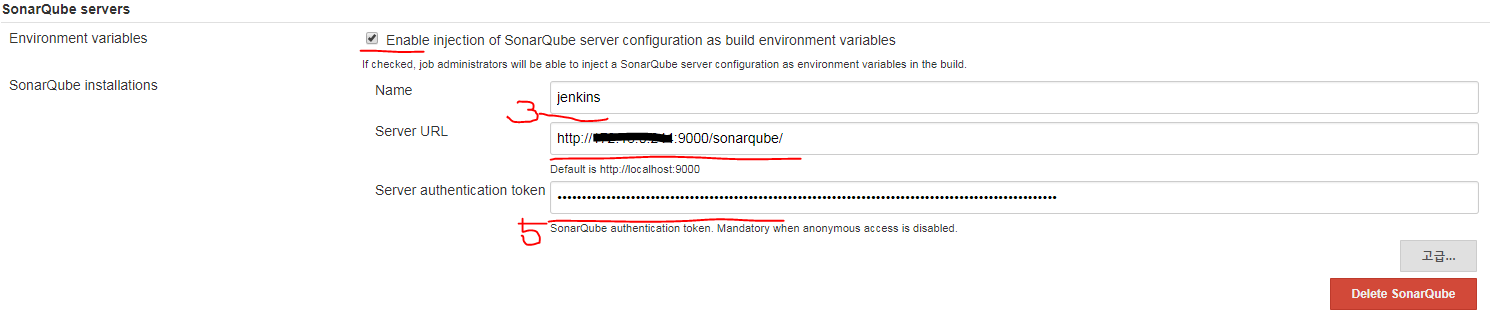 SonarQube servers
Environment variables
Enable injection of SonarQube server configuration as build environment variables
If checked, job administrators will be able to inject a SonarQube server configuration as environment variables in the build.
SonarQube installations
Name
jenkins
3
Server URL
http:// :9000/sonarqube/
Default is http://localhost:9000
Server authentication token
5
SonarQube authentication token. Mandatory when anonymous access is disabled.
고급...
Delete SonarQube